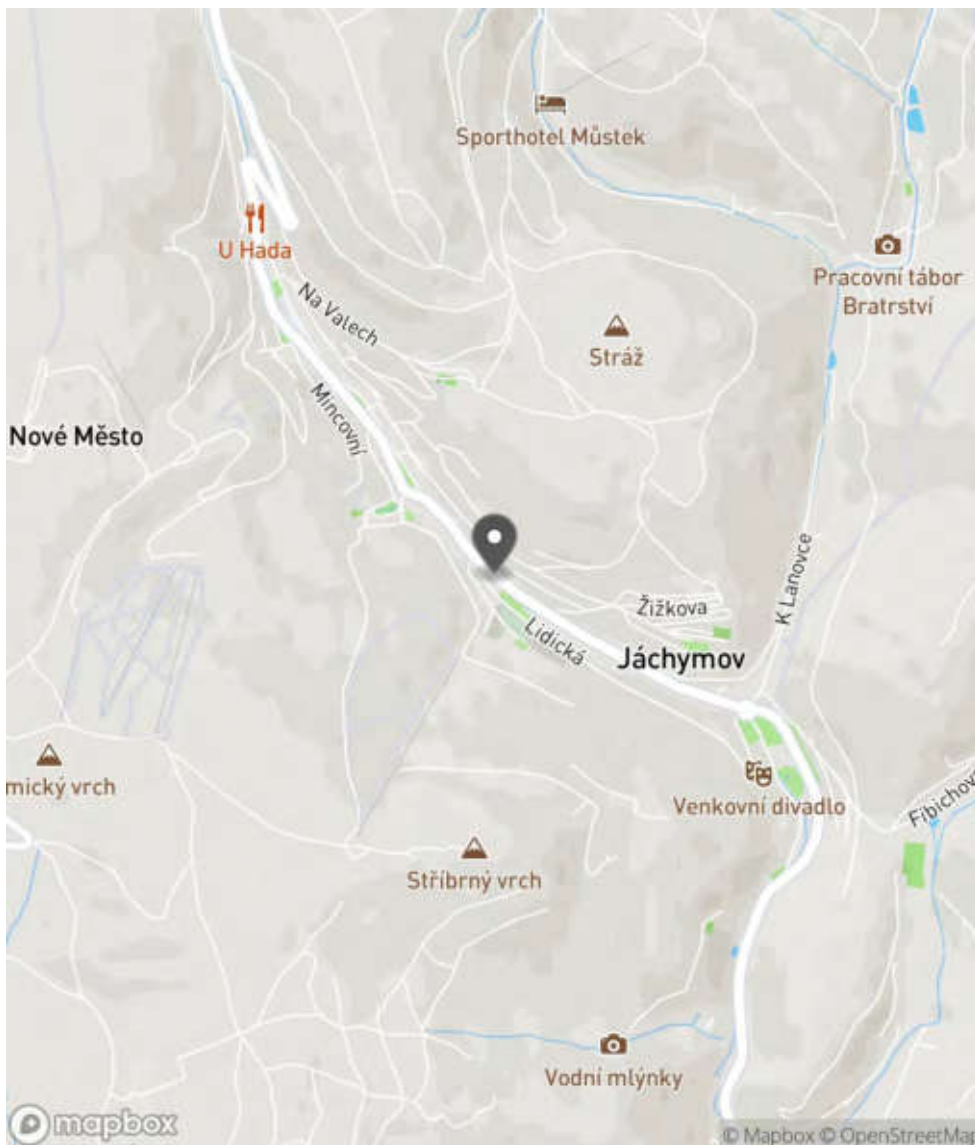 Sporthotel Můstek
U Hada
Pracovní tábor
Bratrství
Na Valech
Stráž
Mincovní
Nové Město
K Lanovce
Žižkova
Lidická
Jáchymov
mický vrch
Venkovní divadlo
Fibichov
Stříbrný vrch
Vodní mlýnky
mapbox
© Mapbox © OpenStreetMap